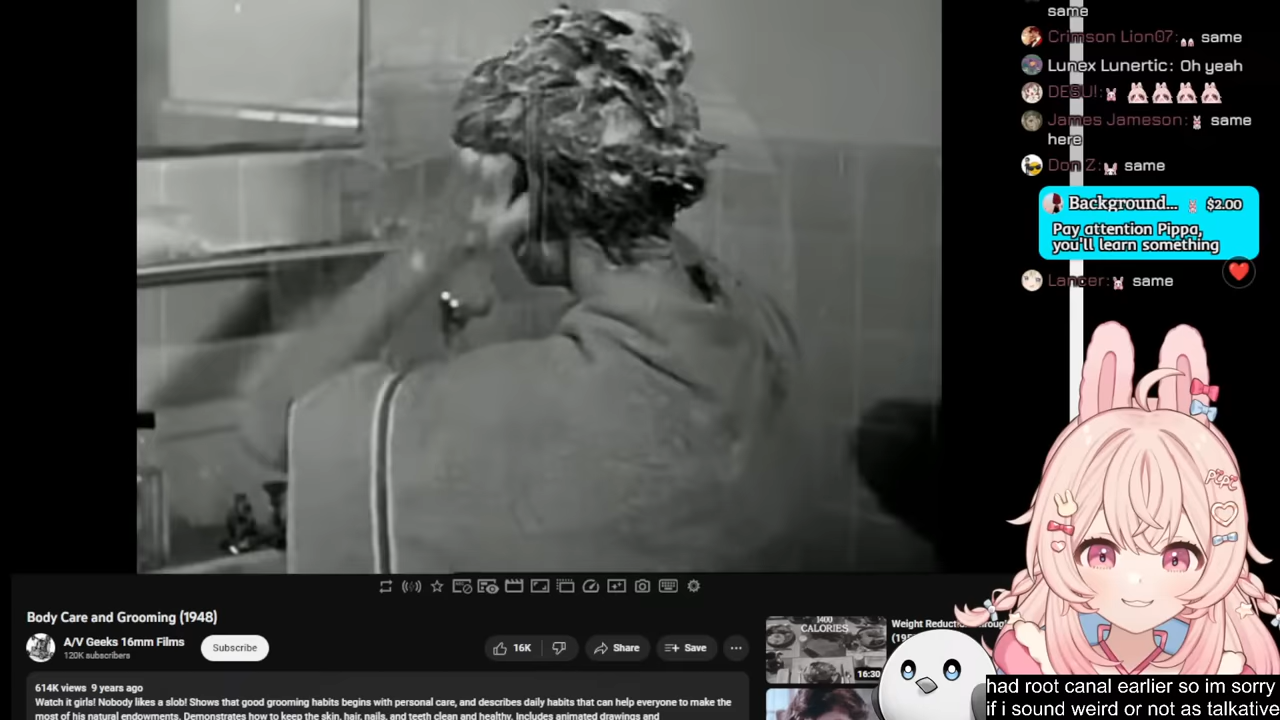 same
Crimson Lion07: same
Lunex Lunertic: Oh yeah
DESU!:
James Jameson: same
here
Don Z: same
Background... $2.00
Pay attention Pippa,
you'll learn something
Lancer: same
Body Care and Grooming (1948)
A/V Geeks 16mm Films
120K subscribers
Subscribe
16K
Share
Save
614K views 9 years ago
Watch it girls! Nobody likes a slob! Shows that good grooming habits begins with personal care, and describes daily habits that can help everyone to make the
most of his natural endowments. Demonstrates how to keep the skin, hair, nails, and teeth clean and healthy. Includes animated drawings and
1400
CALORIES
16:30
Weight
PiPi
had root canal earlier so im sorry
if i sound weird or not as talkative